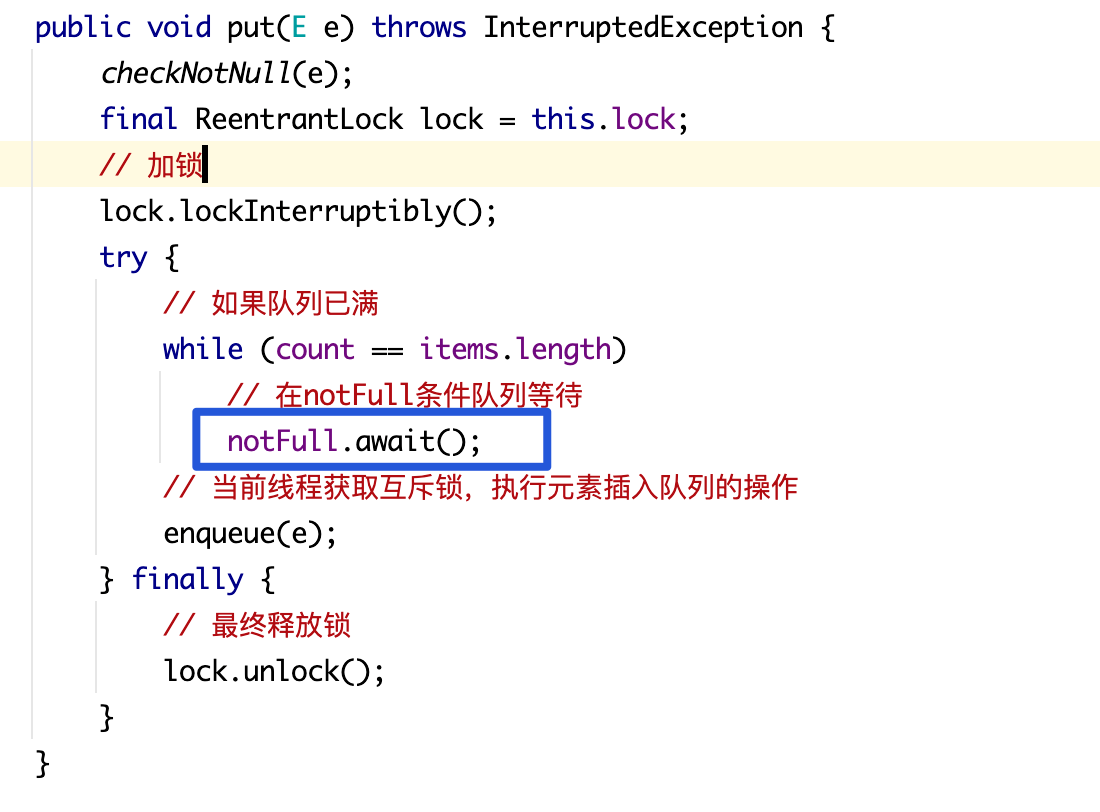 public void put(E e) throws InterruptedException {
checkNotNull(e);
final ReentrantLock lock = this.lock;
// 加锁
lock.lockInterruptibly();
try {
// 如果队列已满
while (count == items.length)
// 在notFull条件队列等待
notFull.await();
// 当前线程获取互斥锁，执行元素插入队列的操作
enqueue(e);
} finally {
// 最终释放锁
lock.unlock();
}
}